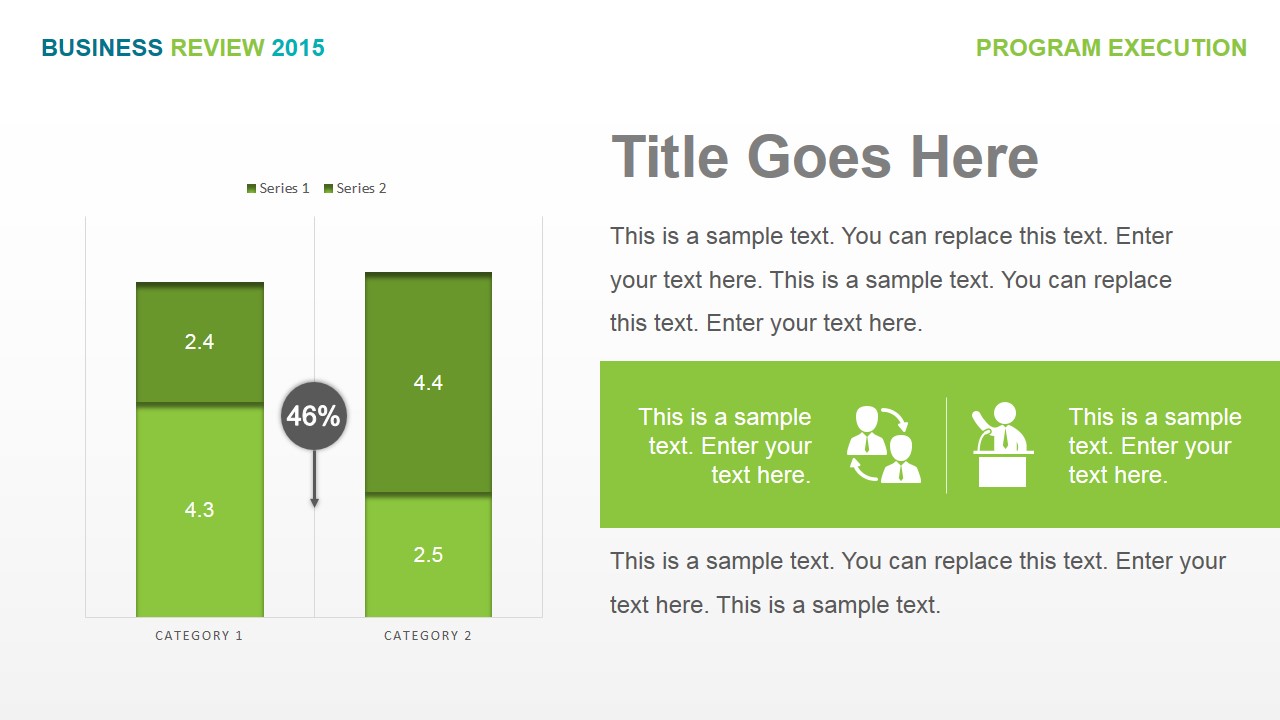 BUSINESS REVIEW 2015
PROGRAM EXECUTION
Title Goes Here
Series 1 Series 2
2.4
4.3
46%
4.4
2.5
CATEGORY 1
CATEGORY 2
This is a sample text. You can replace this text. Enter
your text here. This is a sample text. You can replace
this text. Enter your text here.
This is a sample
text. Enter your
text here.
This is a sample
text. Enter your
text here.
This is a sample text. You can replace this text. Enter your
text here. This is a sample text.